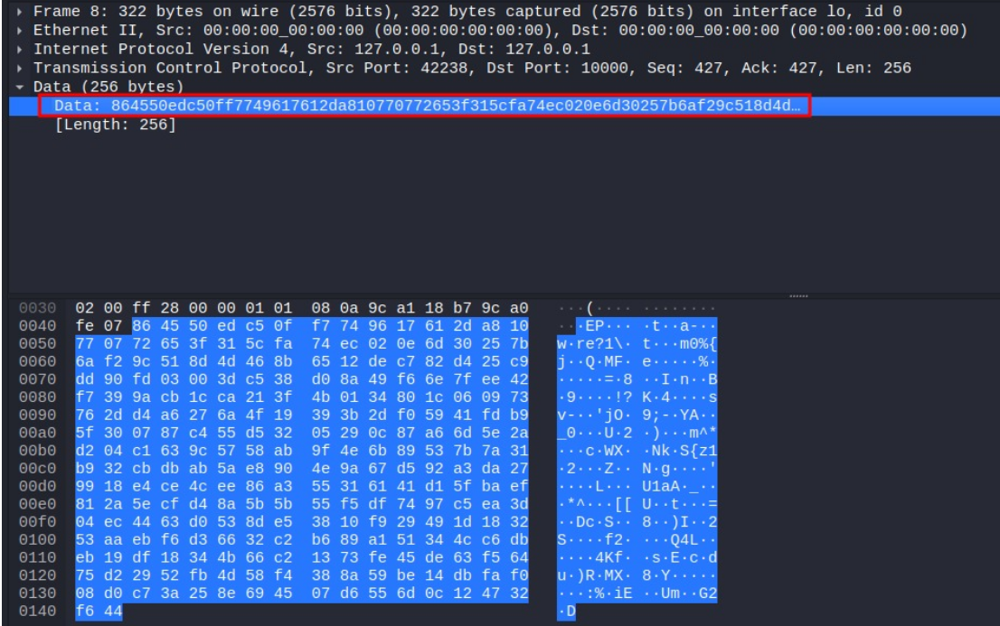 Frame 8: 322 bytes on wire (2576 bits), 322 bytes captured (2576 bits) on interface lo, id 0
Ethernet II, Src: 00:00:00_00:00:00 (00:00:00:00:00:00), Dst: 00:00:00_00:00:00 (00:00:00:00:00:00)
Internet Protocol Version 4, Src: 127.0.0.1, Dst: 127.0.0.1
Transmission Control Protocol, Src Port: 42238, Dst Port: 10000, Seq: 427, Ack: 427, Len: 256
Data (256 bytes)
Data: 864550edc50ff7749617612da810770772653f315cfa74ec020e6d30257b6af29c518d4d…
[Length: 256]
0030 02 00 ff 28 00 00 01 01 08 0a 9c a1 18 b7 9c a0 ···(···· ········
0040 fe 07 86 45 50 ed c5 0f f7 74 96 17 61 2d a8 10 ···EP··· ·t··a-··
0050 77 07 72 65 3f 31 5c fa 74 ec 02 0e 6d 30 25 7b w·re?1\· t···m0%{
0060 6a f2 9c 51 8d 4d 46 8b 65 12 de c7 82 d4 25 c9 j··Q·MF· e·····%·
0070 dd 90 fd 03 00 3d c5 38 d0 8a 49 f6 6e 7f ee 42 ·····=·8 ··I·n··B
0080 f7 39 9a cb 1c ca 21 3f 4b 01 34 80 1c 06 09 73 ·9····!? K·4····s
0090 76 2d d4 a6 27 6a 4f 19 39 3b 2d f0 59 41 fd b9 v-··'jO· 9;-·YA··
00a0 5f 30 07 87 c4 55 d5 32 05 29 0c 87 a6 6d 5e 2a _0···U·2 ·)···m^*
00b0 d2 04 c1 63 9c 57 58 ab 9f 4e 6b 89 53 7b 7a 31 ···c·WX· ·Nk·S{z1
00c0 b9 32 cb db ab 5a e8 90 4e 9a 67 d5 92 a3 da 27 ·2···Z·· N·g····'
00d0 99 18 e4 ce 4c ee 86 a3 55 31 61 41 d1 5f ba ef ····L··· U1aA·_··
00e0 81 2a 5e cf d4 8a 5b 5b 55 f5 df 74 97 c5 ea 3d ·*^···[[ U··t···=
00f0 04 ec 44 63 d0 53 8d e5 38 10 f9 29 49 1d 18 32 ··Dc·S·· 8··)I··2
0100 53 aa eb f6 d3 66 32 c2 b6 89 a1 51 34 4c c6 db S····f2· ···Q4L··
0110 eb 19 df 18 34 4b 66 c2 13 73 fe 45 de 63 f5 64 ····4Kf· ·s·E·c·d
0120 75 d2 29 52 fb 4d 58 f4 38 8a 59 be 14 db fa f0 u·)R·MX· 8·Y·····
0130 08 d0 c7 3a 25 8e 69 45 07 d6 55 6d 0c 12 47 32 ···:%·iE ··Um··G2
0140 f6 44 ·D